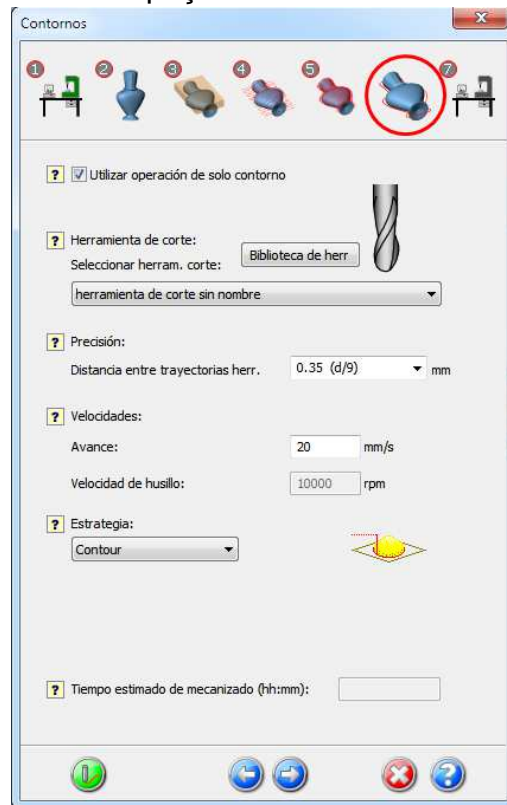 Contornos
1 2 3 4 5 7
? Utilizar operación de solo contorno
? Herramienta de corte:
Seleccionar herram. corte: Biblioteca de herr
herramienta de corte sin nombre
? Precisión:
Distancia entre trayectorias herr. 0.35 (d/9) mm
? Velocidades:
Avance: 20 mm/s
Velocidad de husillo: 10000 rpm
? Estrategia:
Contour
? Tiempo estimado de mecanizado (hh:mm):
?